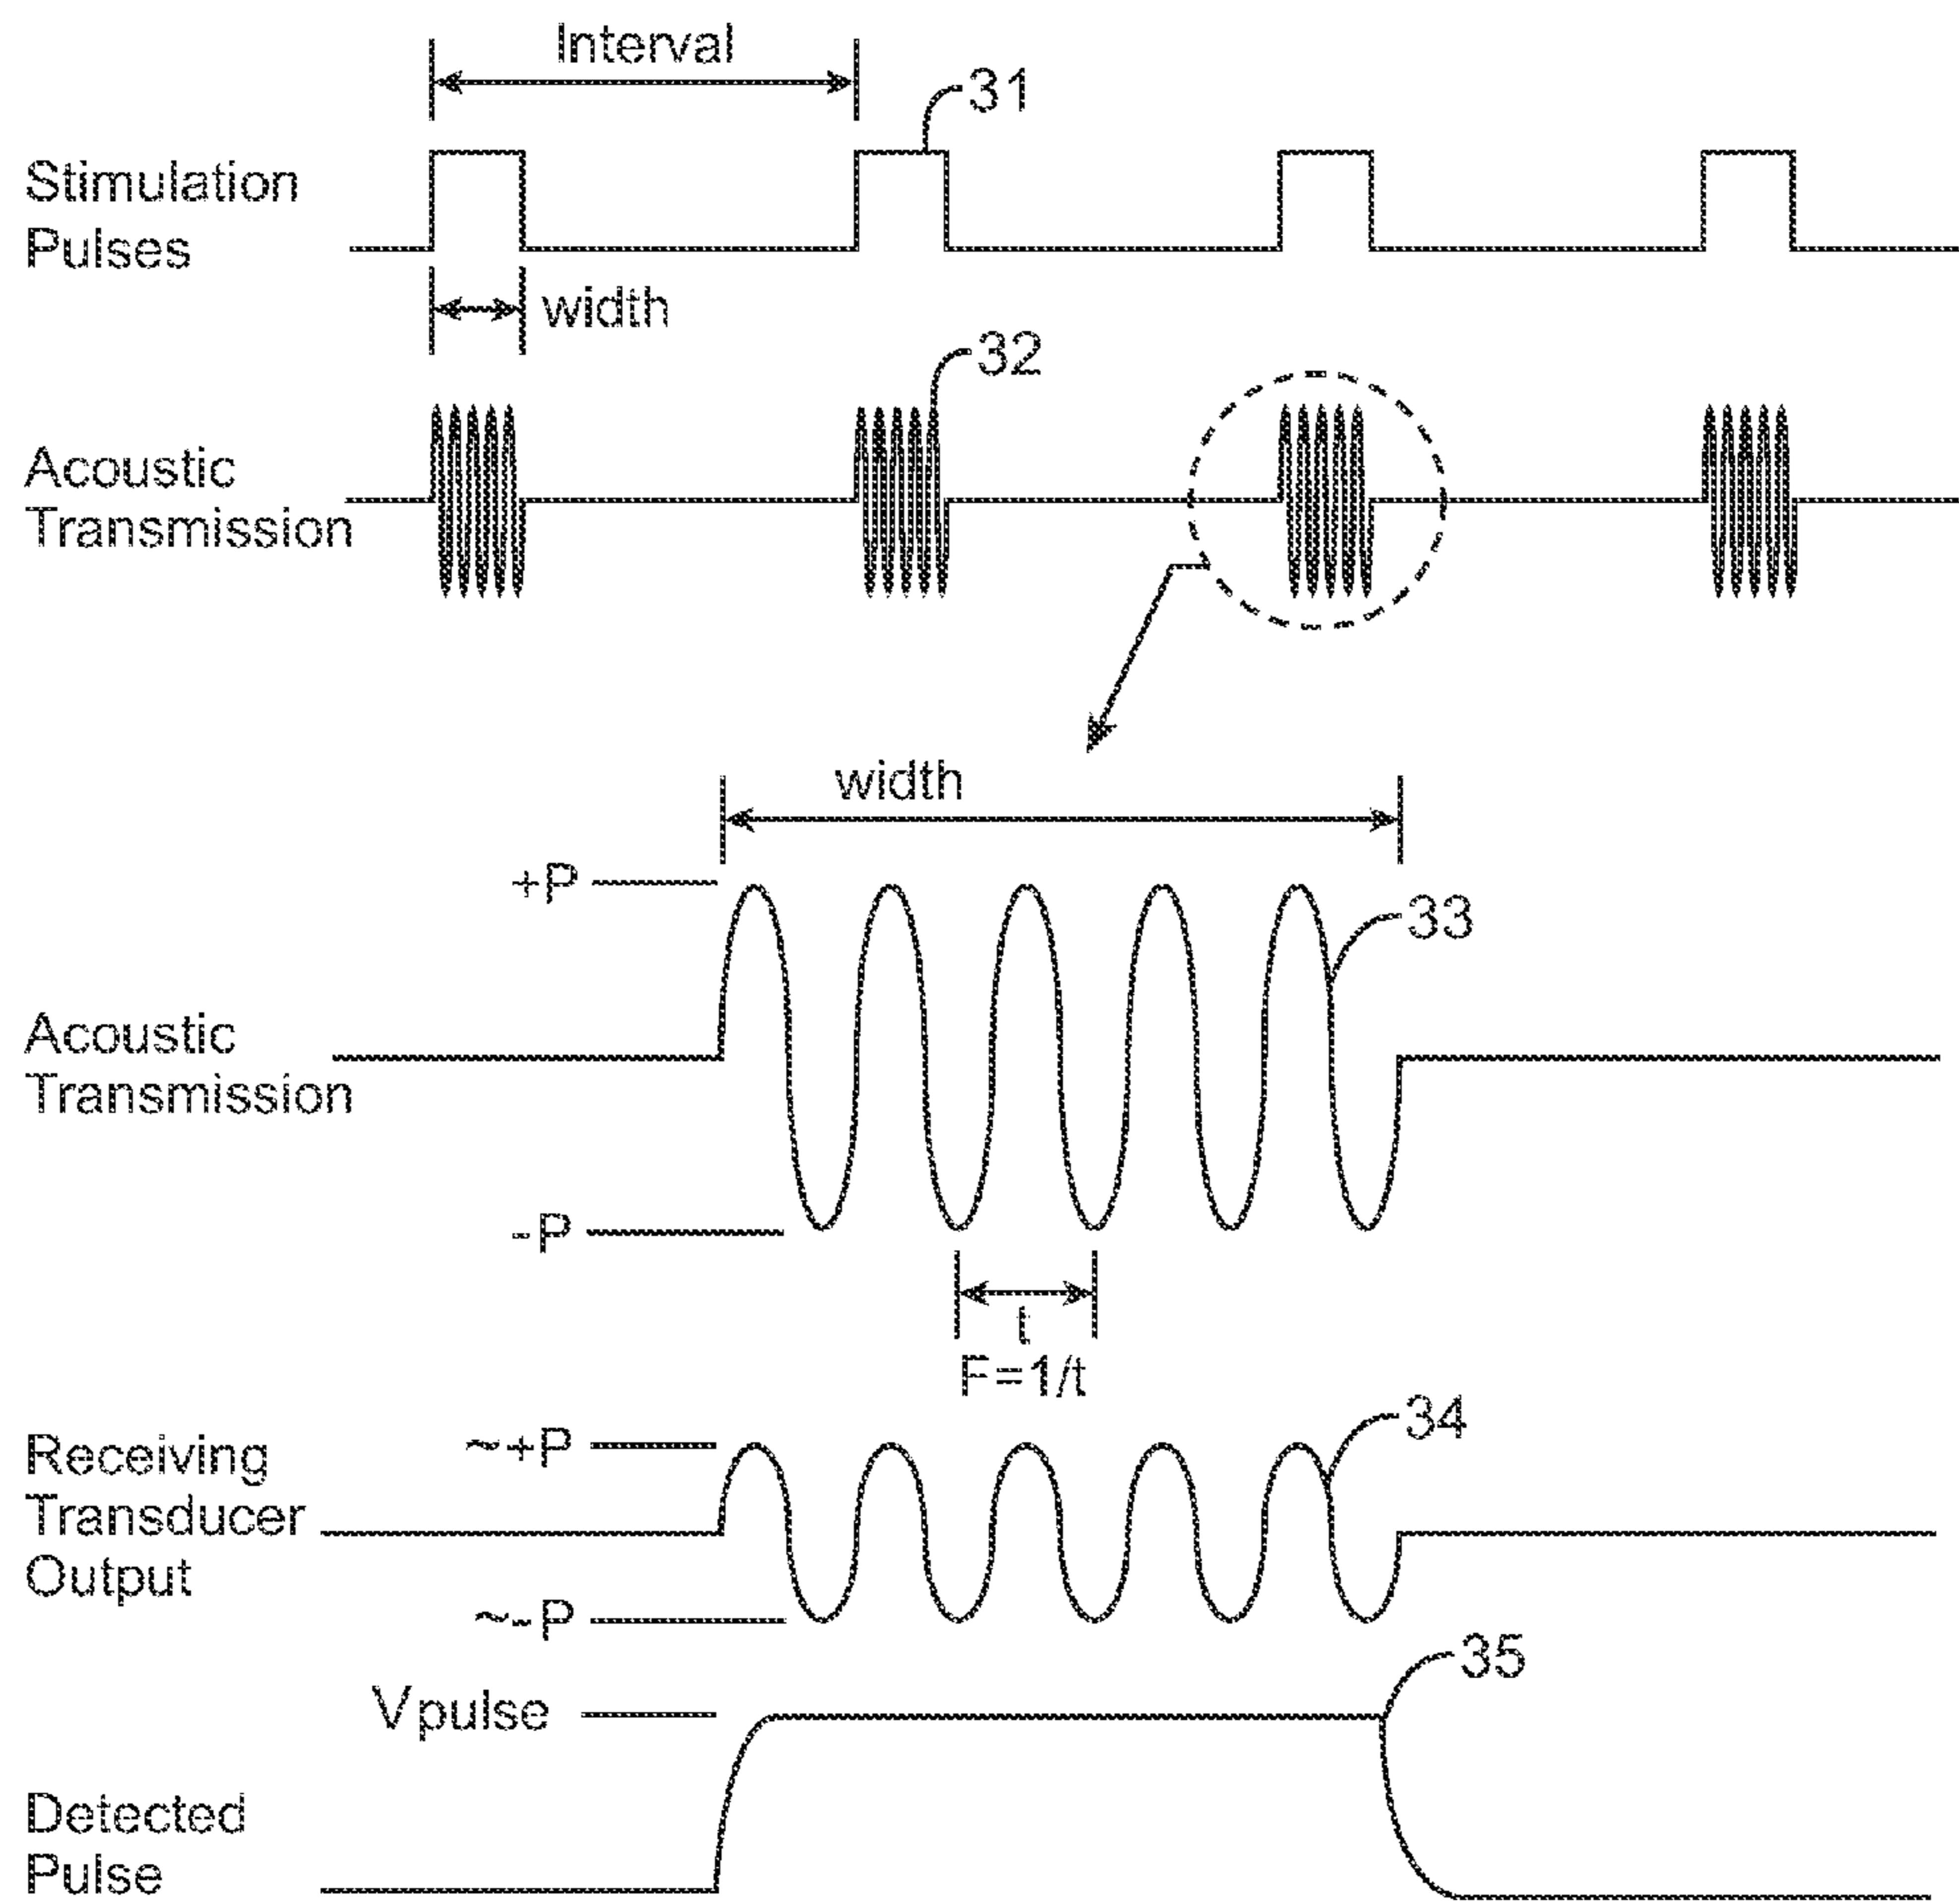 Interval
31
Stimulation
Pulses
width
32
Acoustic
Transmission
width
+P
33
Acoustic
Transmission
-P
t
F=1/t
34
Receiving
Transducer
Output
~+P
~-P
35
Vpulse
Detected
Pulse